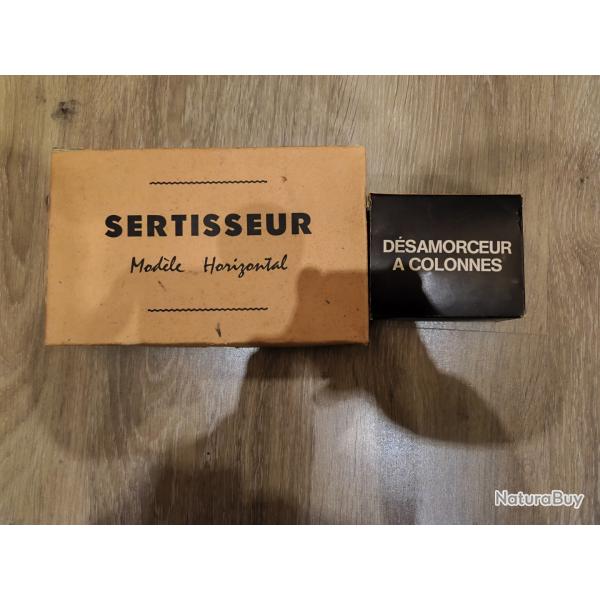 SERTISSEUR
Modèle Horizontal
DÉSAMORCEUR
A COLONNES
NaturaBuy